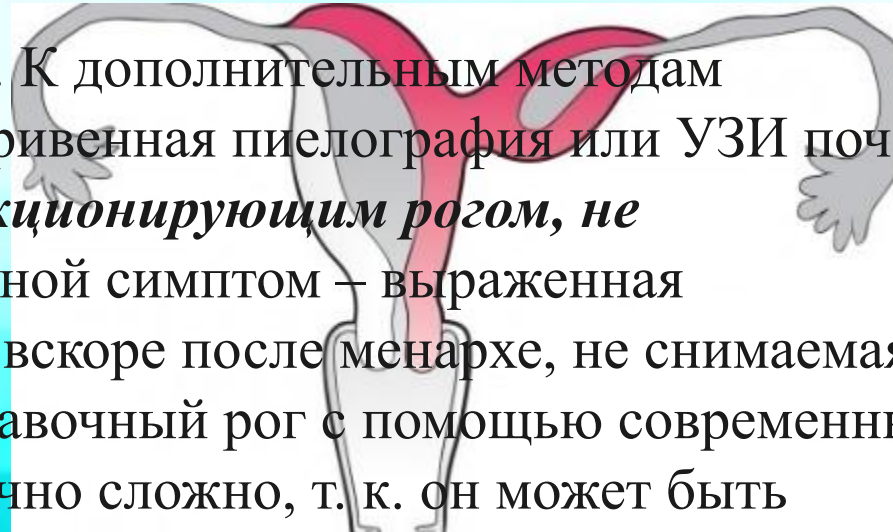 . К дополнительным методам
ривенная пиелография или УЗИ поч
кционирующим рогом, не
ной симптом – выраженная
вскоре после менархе, не снимаемая
авочный рог с помощью современн
чно сложно, т. к. он может быть